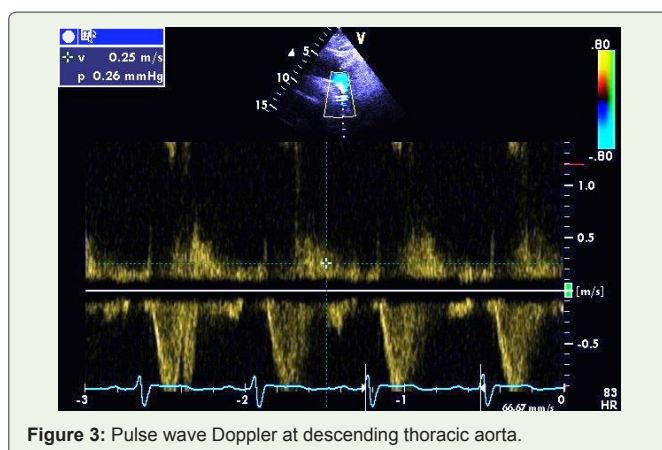 v 0.25 m/s
p 0.26 mmHg
V
5
10
15
.80
-.80
1.0
0.5
[m/s]
-0.5
-3
-2
-1
0
66.67 mm/s
83
HR
Figure 3: Pulse wave Doppler at descending thoracic aorta.